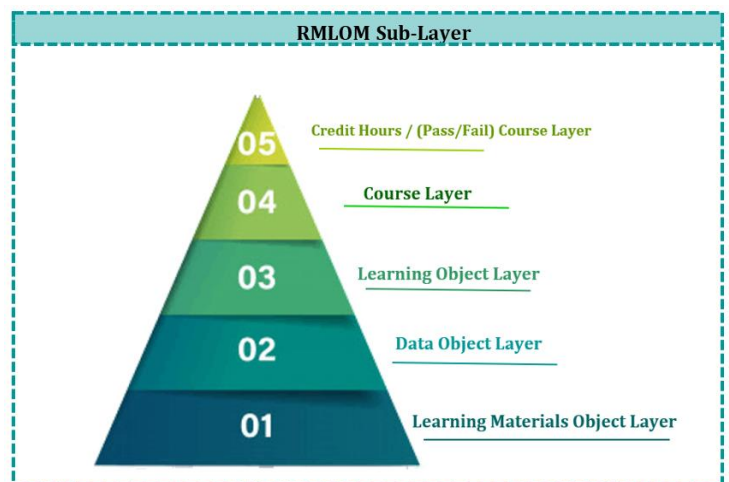 RMLOM Sub-Layer
05
Credit Hours / (Pass/Fail) Course Layer
04
Course Layer
03
Learning Object Layer
02
Data Object Layer
01
Learning Materials Object Layer